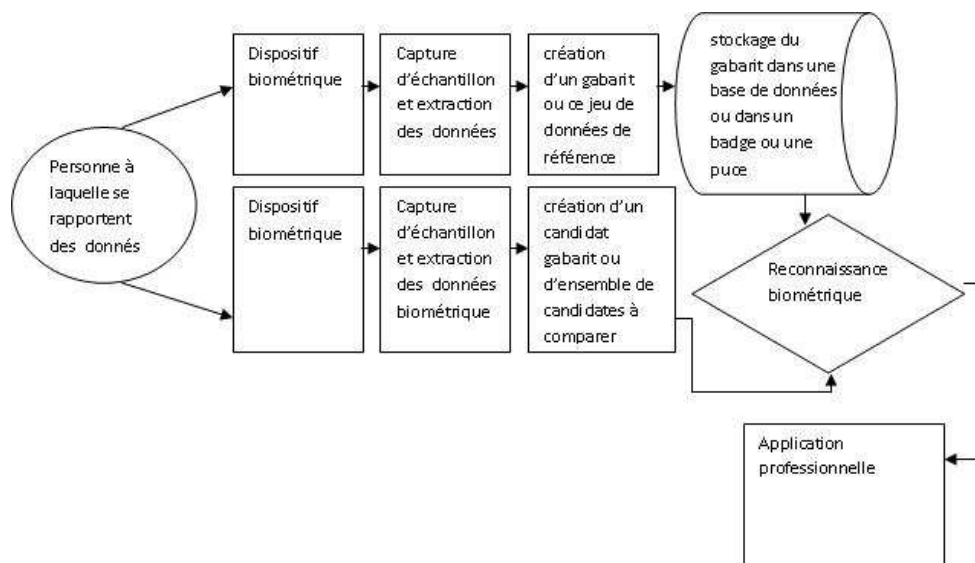 Dispositif
biométrique
Capture
d'échantillon
et extraction
des données
création
d'un gabarit
ou ce jeu de
données de
référence
stockage du
gabarit dans une
base de données
ou dans un
badge ou une
puce
Personne à
laquelle se
rapportent
des donnés
Dispositif
biométrique
Capture
d'échantillon
et extraction
des données
biométrique
création d'un
candidat
gabarit ou
d'ensemble de
candidates à
comparer
Reconnaissance
biométrique
Application
professionnelle